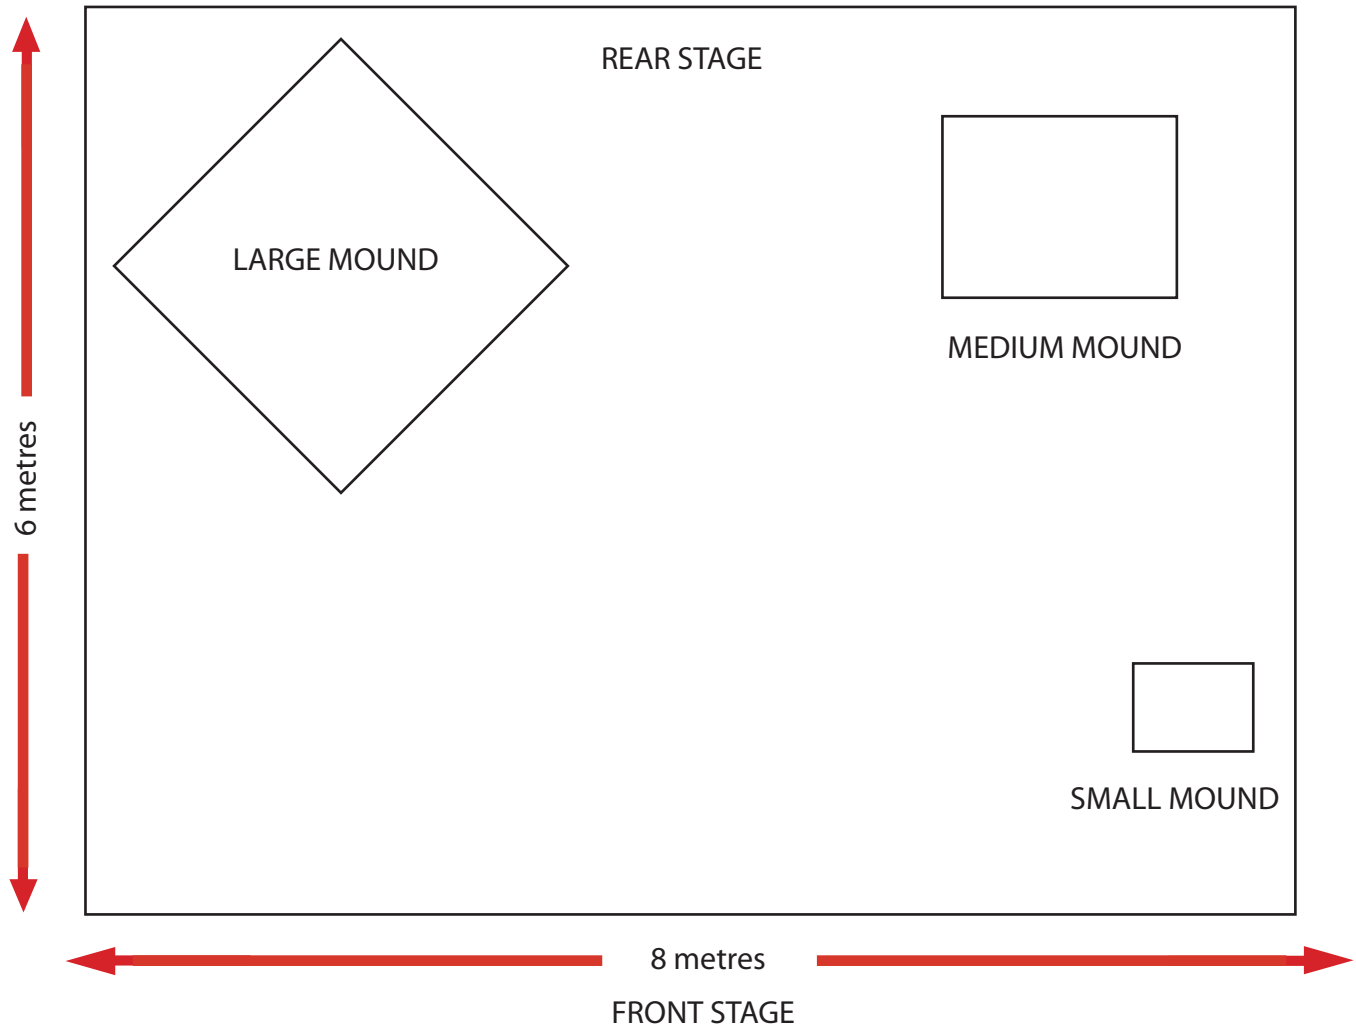 REAR STAGE
LARGE MOUND
MEDIUM MOUND
6 metres
SMALL MOUND
8 metres
FRONT STAGE